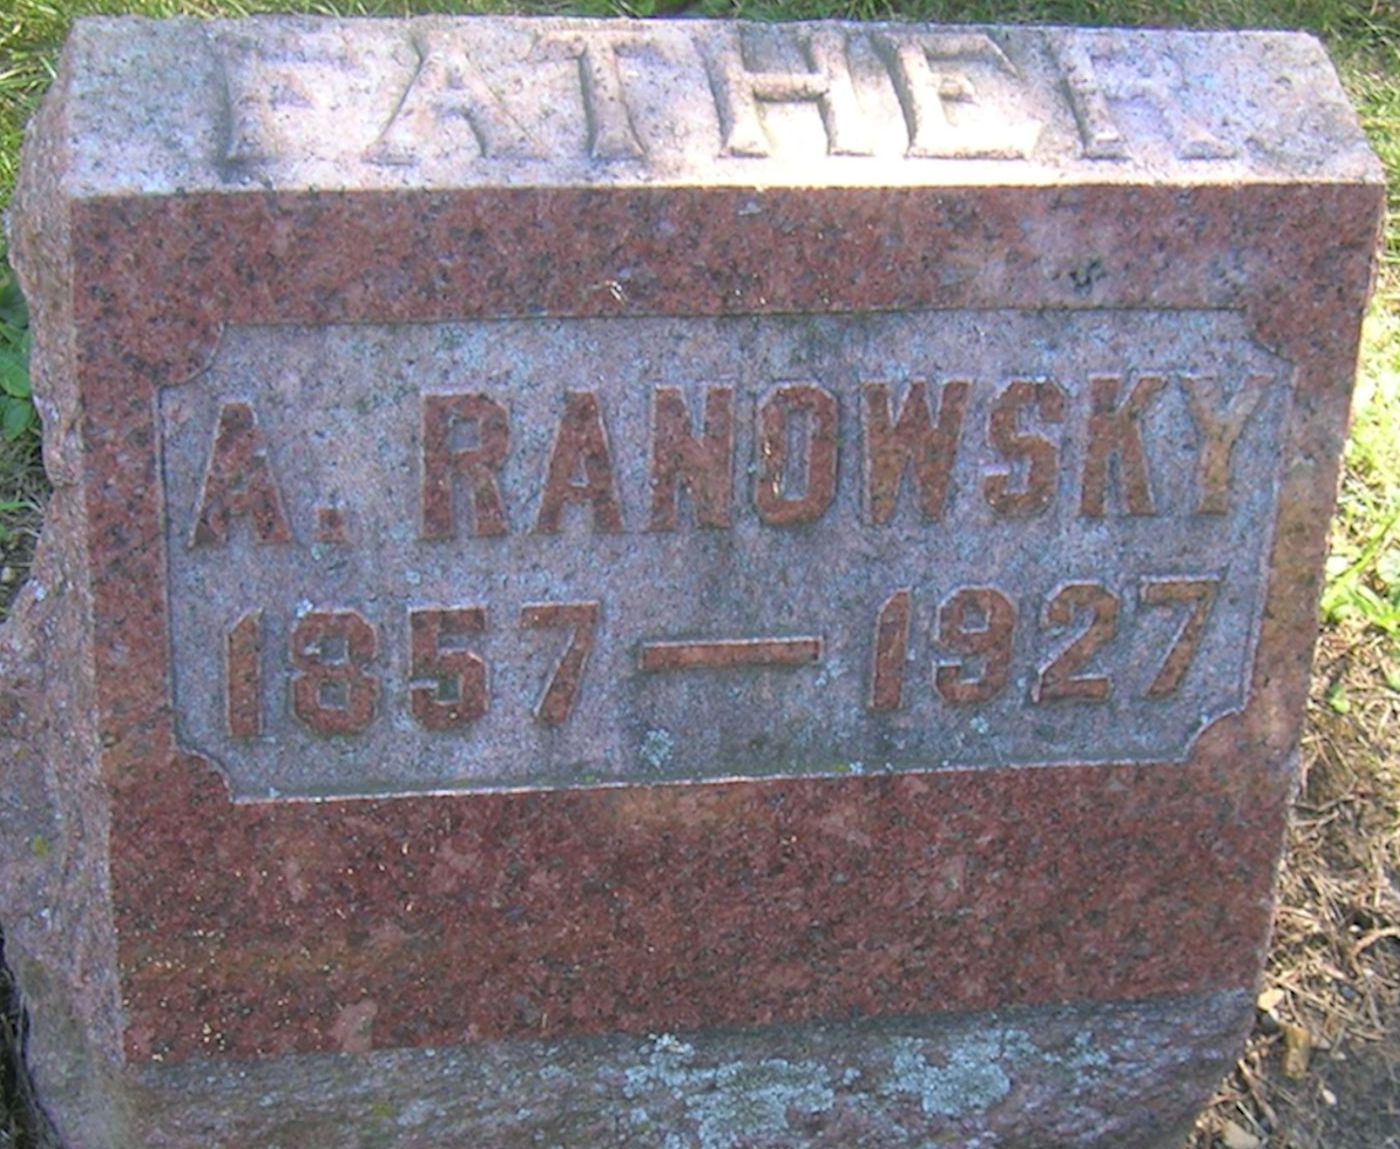 FATHER
A. RANOWSKY
1857 — 1927